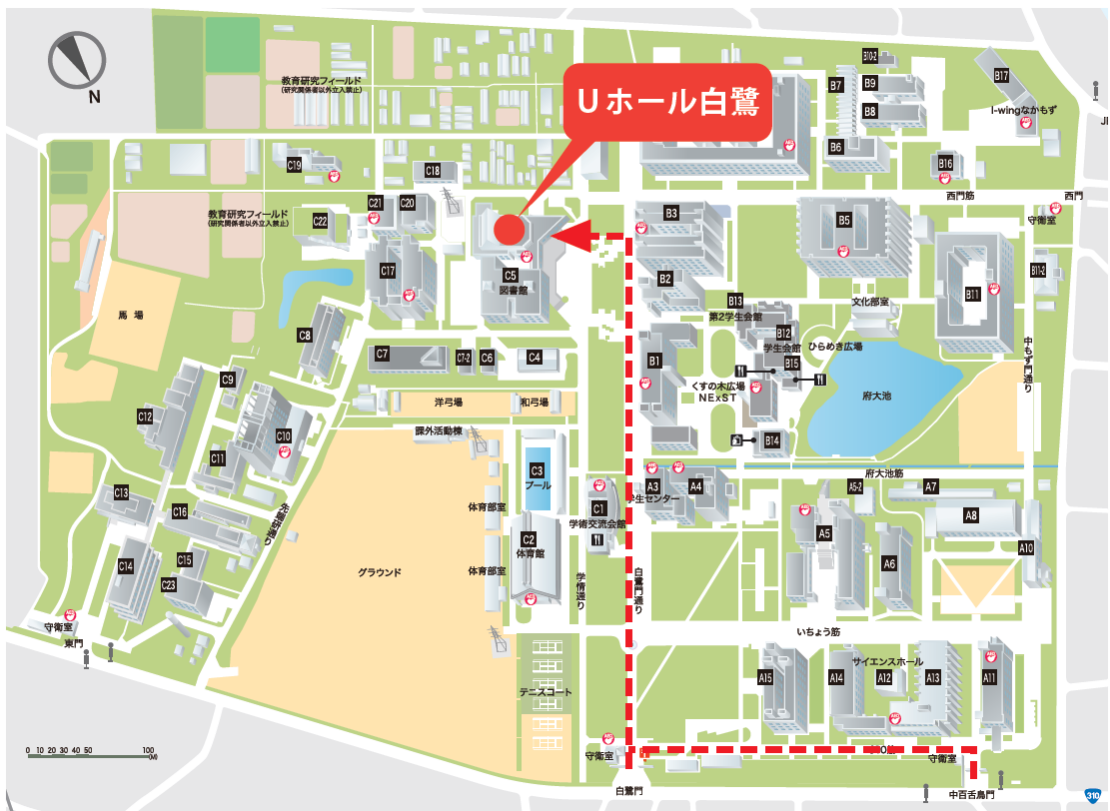 N
教育研究フィールド
(研究関係者以外立入禁止)
Uホール白鷺
B10-2
B7
B9
B8
B6
B17
I-wingなかもず
B16
西門筋
西門
守衛室
C19
C18
C21
C20
教育研究フィールド
(研究関係者以外立入禁止)
C22
C17
C5
図書館
B3
B2
B5
B11
B11-2
中もず門通り
文化部室
B13
第2学生会館
B12
学生会館
B15
ひらめき広場
府大池
くすの木広場
NExST
B14
B1
馬場
C8
C7
C7-2
C6
C4
洋弓場
和弓場
課外活動棟
C9
C12
C10
C11
C13
C16
C14
C15
C23
C3
プール
体育部室
C2
体育館
体育部室
C1
学術交流会館
学情通り
白鷺門通り
グラウンド
テニスコート
A3
A4
学生センター
府大池筋
A5-2
A7
A8
A5
A6
A10
いちょう筋
サイエンスホール
A15
A14
A12
A13
A11
守衛室
東門
守衛室
白鷺門
守衛室
中百舌鳥門
310
0 10 20 30 40 50 100
(M)